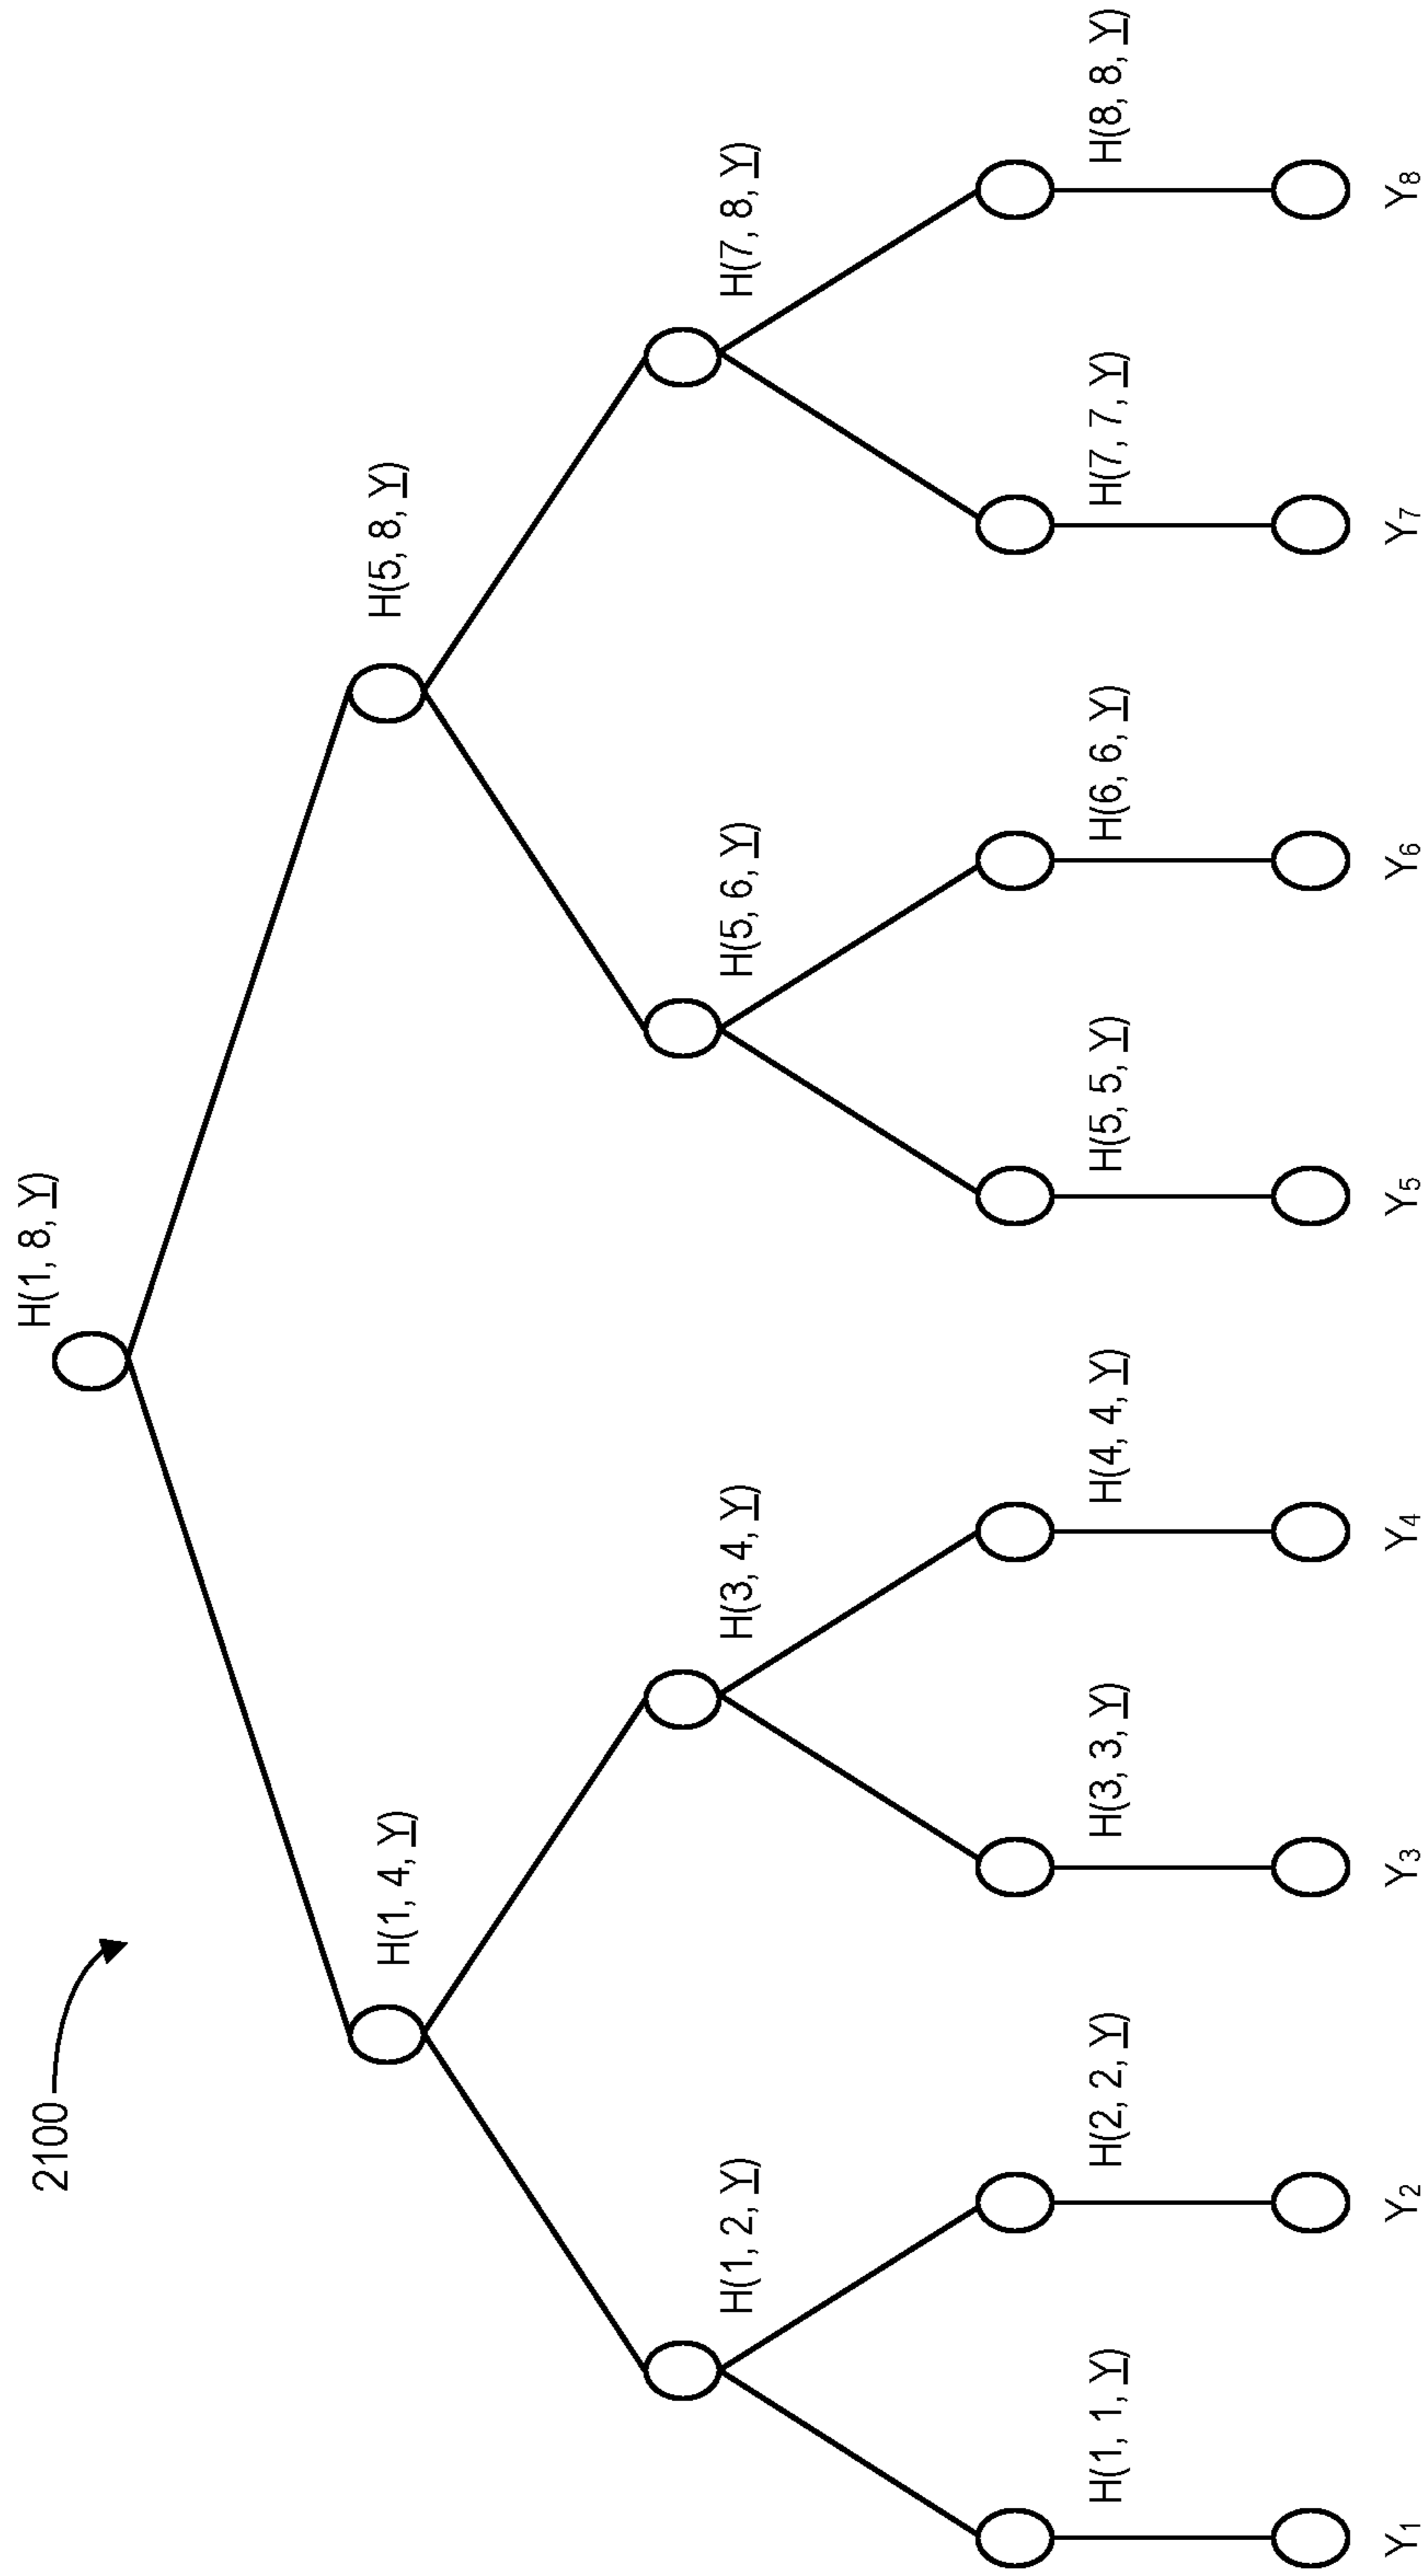 2100
H(1, 8, Y)
H(1, 4, Y)
H(5, 8, Y)
H(1, 2, Y)
H(3, 4, Y)
H(5, 6, Y)
H(7, 8, Y)
H(1, 1, Y)
H(2, 2, Y)
H(3, 3, Y)
H(4, 4, Y)
H(5, 5, Y)
H(6, 6, Y)
H(7, 7, Y)
H(8, 8, Y)
Y1 Y2 Y3 Y4 Y5 Y6 Y7 Y8